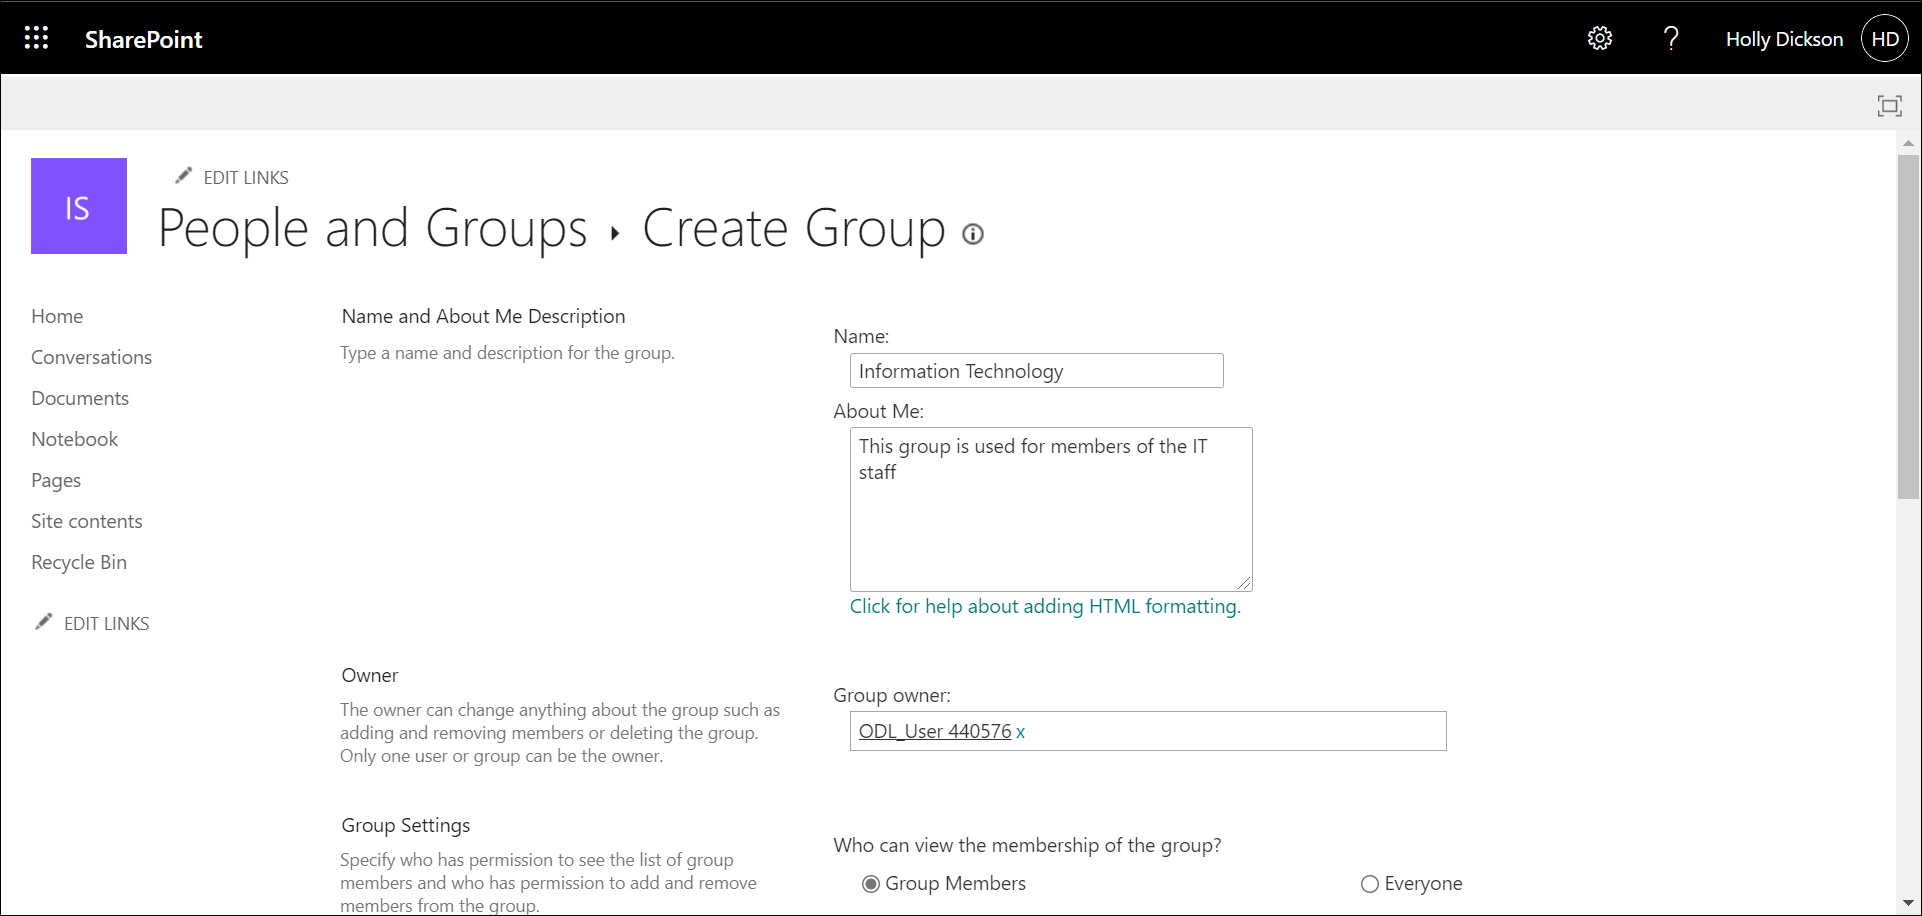 SharePoint
?
Holly Dickson
HD
IS
EDIT LINKS
People and Groups ▸ Create Group
Home
Conversations
Documents
Notebook
Pages
Site contents
Recycle Bin
EDIT LINKS
Name and About Me Description
Type a name and description for the group.
Name:
Information Technology
About Me:
This group is used for members of the IT
staff
Click for help about adding HTML formatting.
Owner
The owner can change anything about the group such as
adding and removing members or deleting the group.
Only one user or group can be the owner.
Group owner:
ODL_User 440576 x
Group Settings
Specify who has permission to see the list of group
members and who has permission to add and remove
members from the group.
Who can view the membership of the group?
Group Members
Everyone